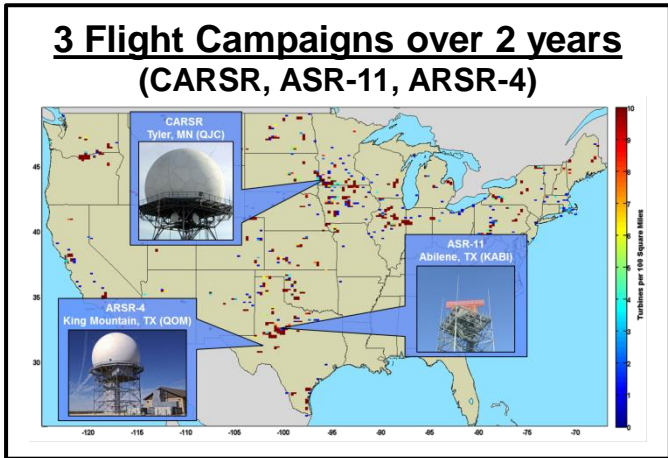 3 Flight Campaigns over 2 years
(CARSR, ASR-11, ARSR-4)
CARSR
Tyler, MN (QJC)
ASR-11
Abilene, TX (KABI)
ARSR-4
King Mountain, TX (QOM)
45
40
35
30
-120
-115
-110
-105
-100
-95
-90
-85
-80
-75
-70
10
9
8
7
6
5
4
3
2
1
0
Turbines per 100 Square Miles